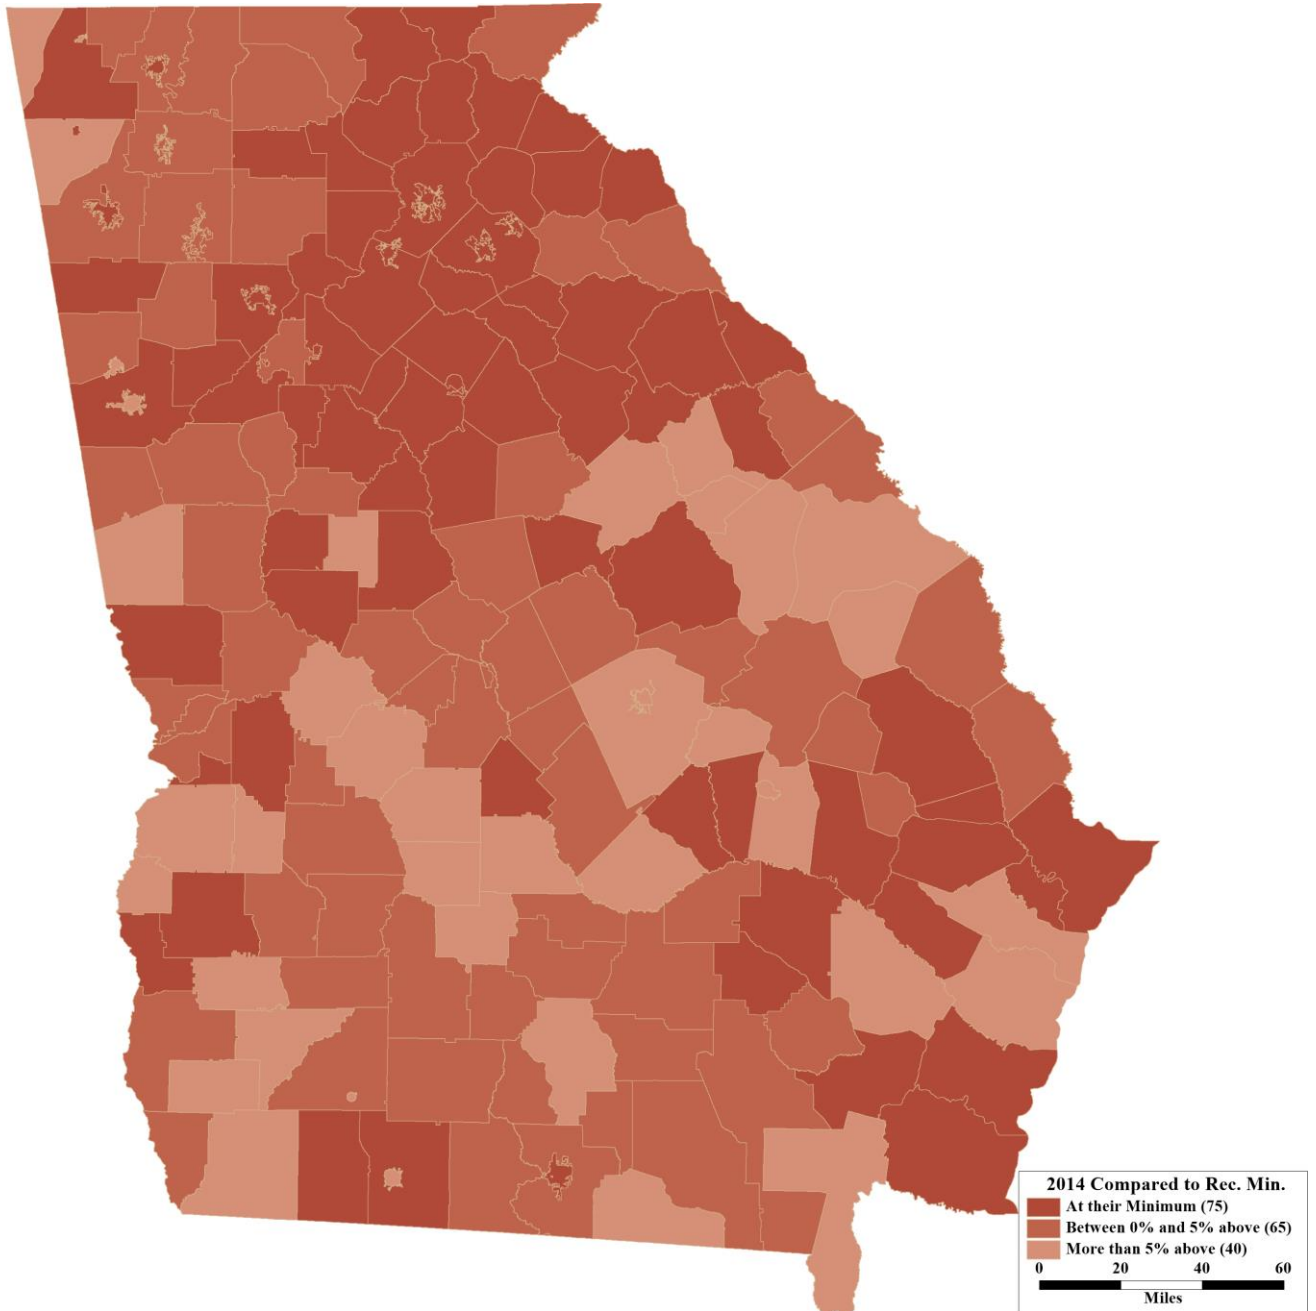 2014 Compared to Rec. Min.
At their Minimum (75)
Between 0% and 5% above (65)
More than 5% above (40)
0 20 40 60
Miles